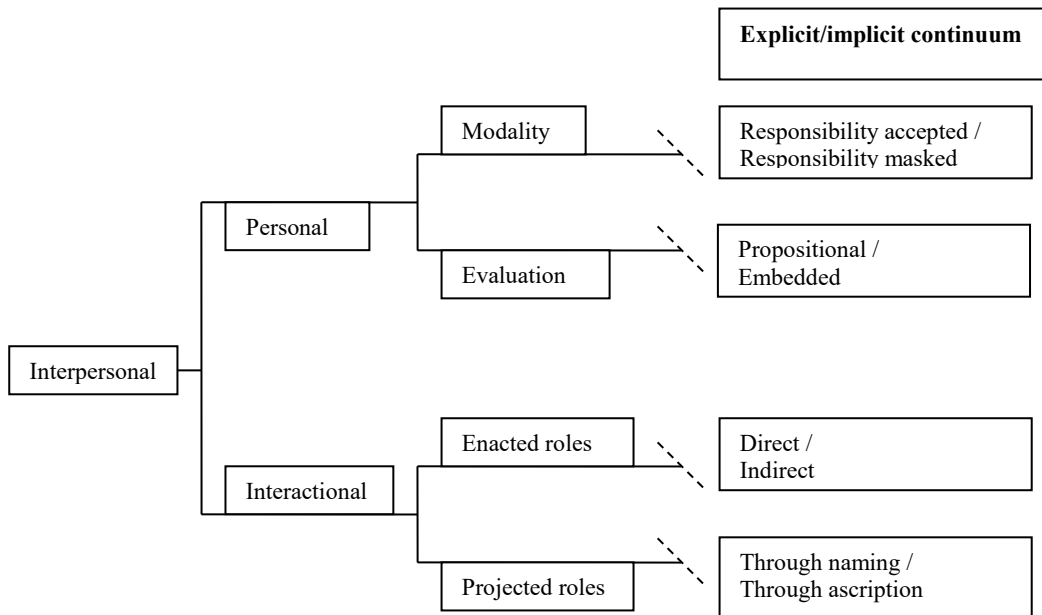 Explicit/implicit continuum
Modality
Responsibility accepted /
Responsibility masked
Personal
Propositional /
Embedded
Evaluation
Interpersonal
Enacted roles
Direct /
Indirect
Interactional
Through naming /
Through ascription
Projected roles